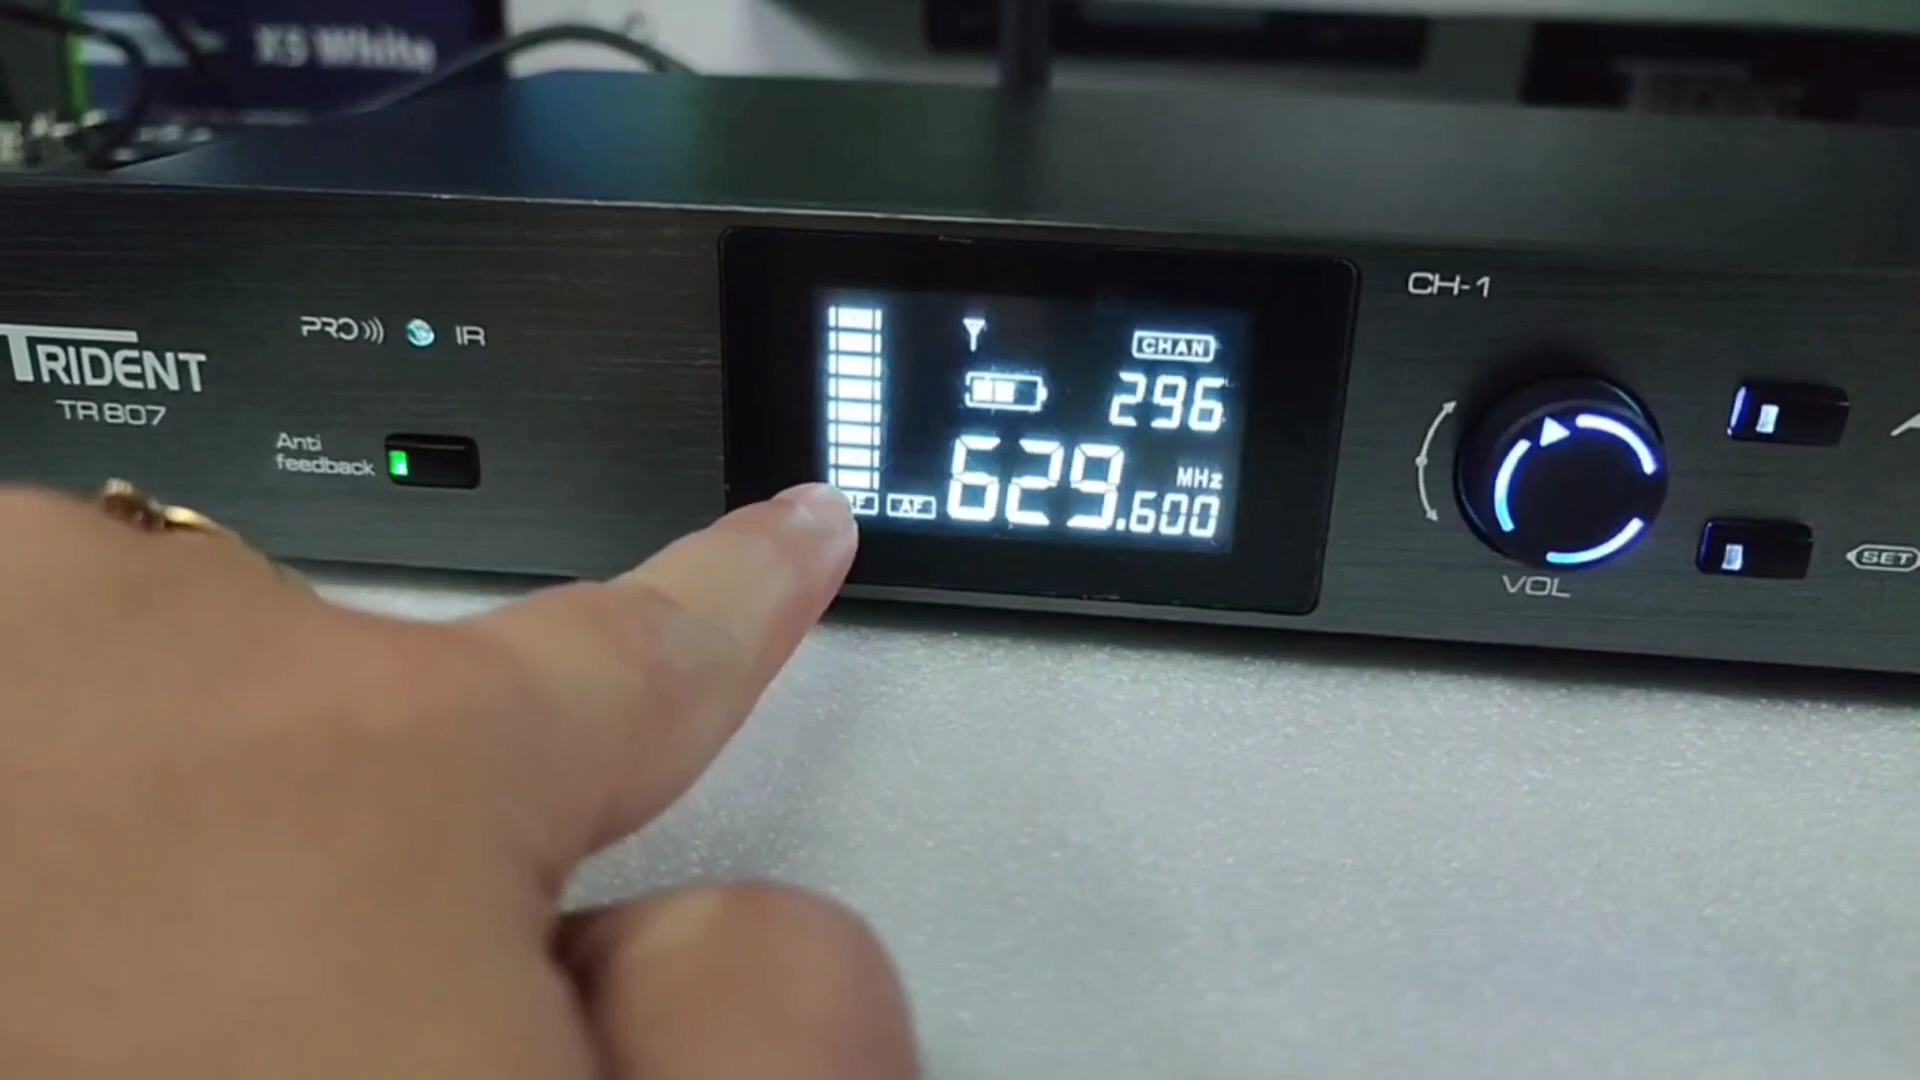 X5 White
TRIDENT
TR 807
PRO
IR
Anti
feedback
CHAN
296
AF
629.600
MHz
CH-1
VOL
SET